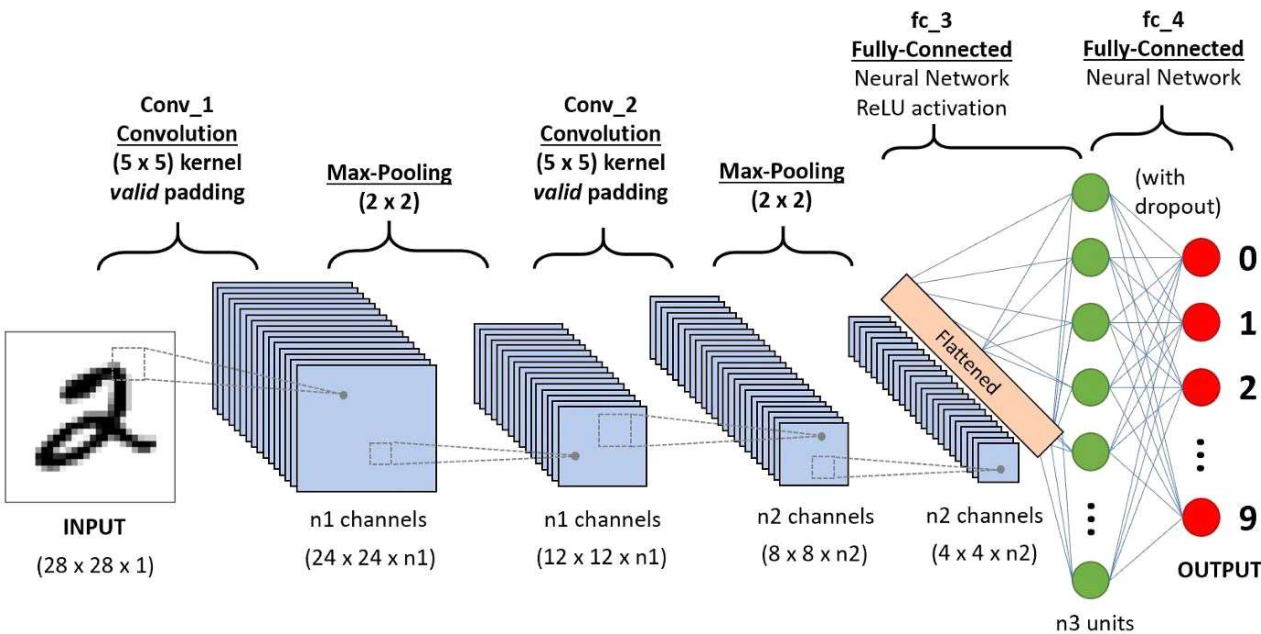 fc_3
Fully-Connected
Neural Network
ReLU activation
fc_4
Fully-Connected
Neural Network
Conv_1
Convolution
(5 x 5) kernel
valid padding
Max-Pooling
(2 x 2)
Conv_2
Convolution
(5 x 5) kernel
valid padding
Max-Pooling
(2 x 2)
(with
dropout)
Flattened
0
1
2
9
INPUT
(28 x 28 x 1)
n1 channels
(24 x 24 x n1)
n1 channels
(12 x 12 x n1)
n2 channels
(8 x 8 x n2)
n2 channels
(4 x 4 x n2)
OUTPUT
n3 units